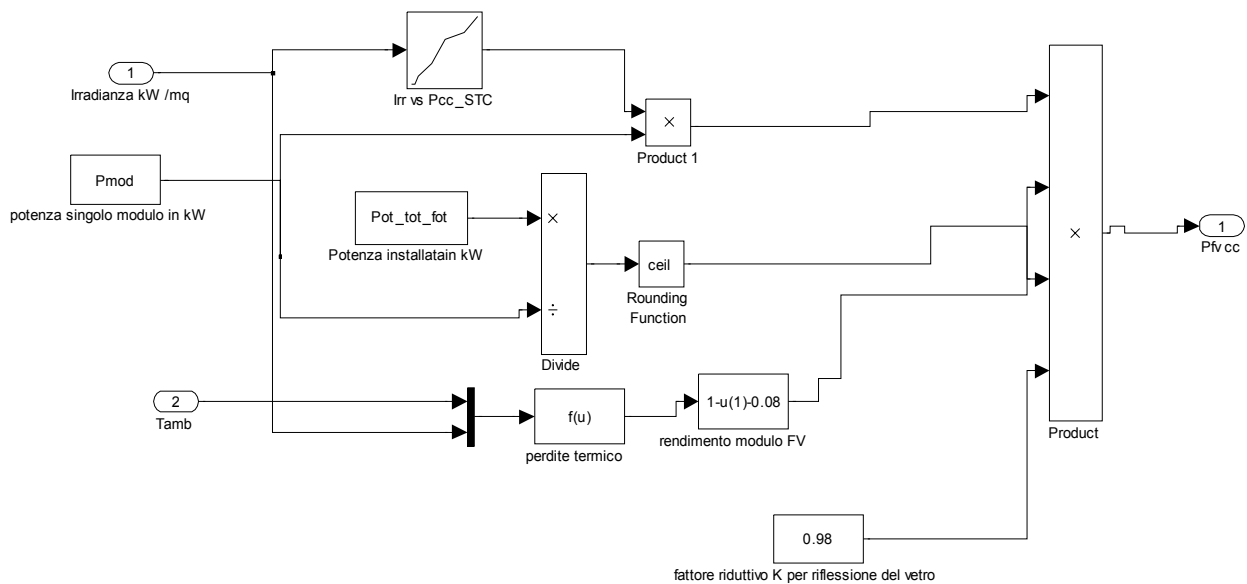 1
Irradianza kW /mq
Irr vs Pcc_STC
×
Product 1
Pmod
potenza singolo modulo in kW
Pot_tot_fot
Potenza installatain kW
×
÷
Divide
ceil
Rounding
Function
2
Tamb
f(u)
perdite termico
1-u(1)-0.08
rendimento modulo FV
0.98
fattore riduttivo K per riflessione del vetro
×
Product
1
Pfv cc